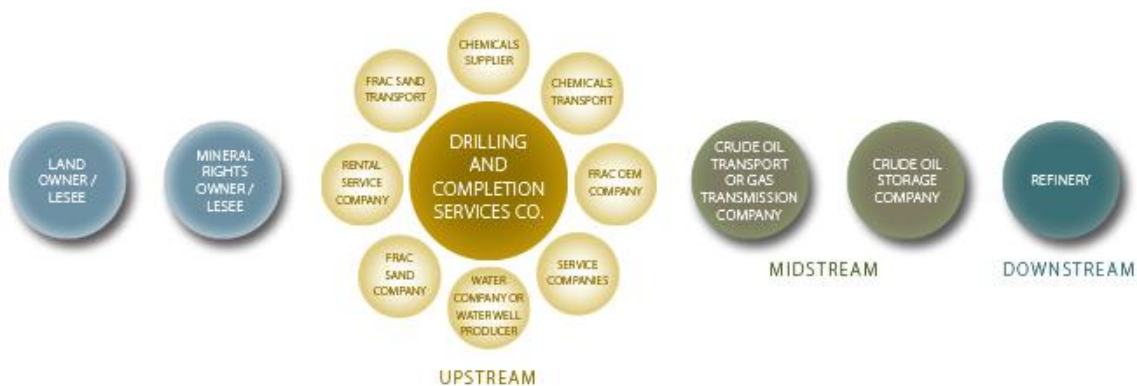 LAND
OWNER /
LESEE
MINERAL
RIGHTS
OWNER /
LESEE
CHEMICALS
SUPPLIER
FRAC SAND
TRANSPORT
CHEMICALS
TRANSPORT
DRILLING
AND
COMPLETION
SERVICES CO.
RENTAL
SERVICE
COMPANY
FRAC OEM
COMPANY
FRAC
SAND
COMPANY
WATER
COMPANY OR
WATER WELL
PRODUCER
SERVICE
COMPANIES
UPSTREAM
CRUDE OIL
TRANSPORT
OR GAS
TRANSMISSION
COMPANY
CRUDE OIL
STORAGE
COMPANY
MIDSTREAM
REFINERY
DOWNSTREAM